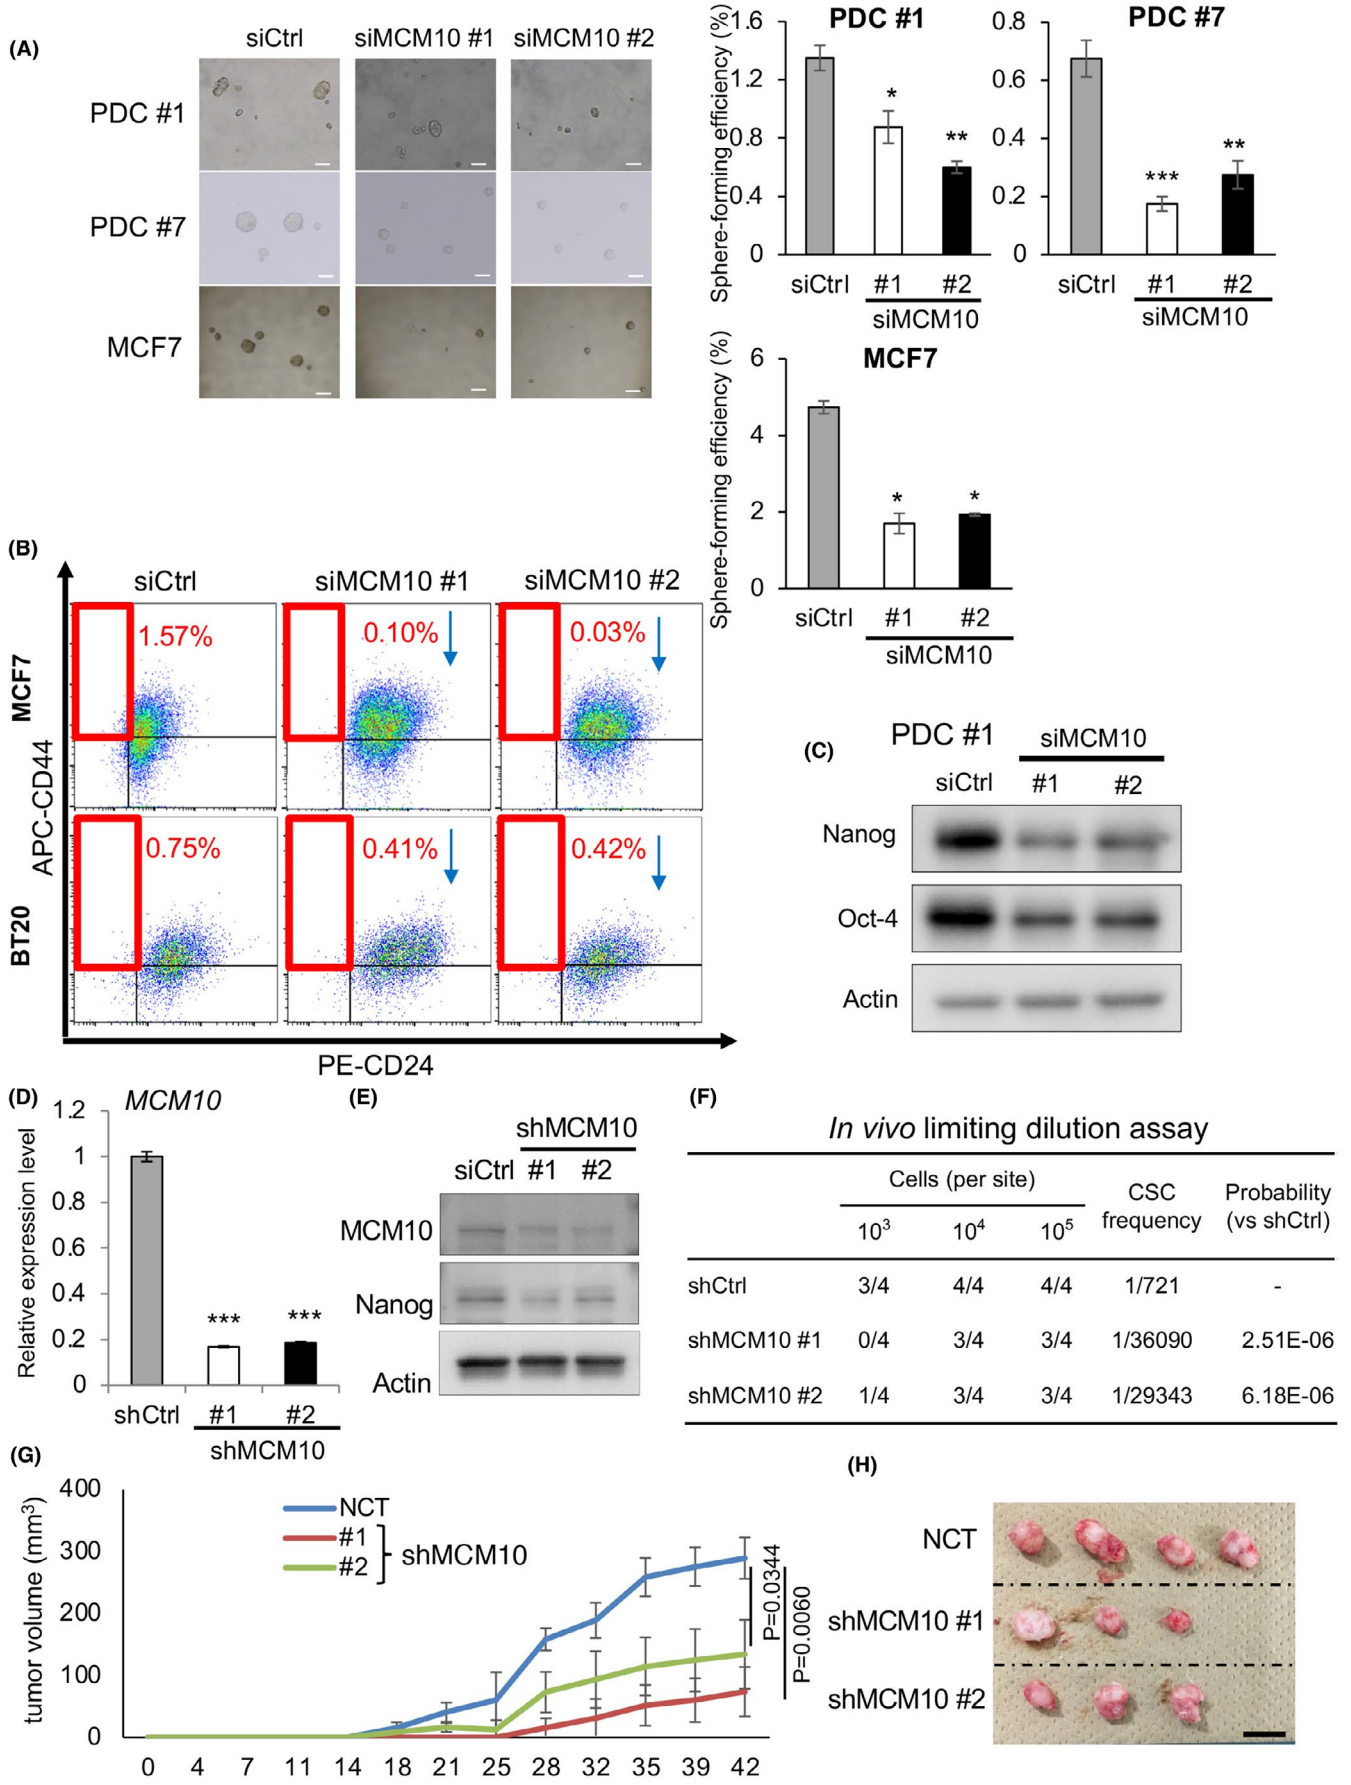 (A)
siCtrl siMCM10 #1 siMCM10 #2
PDC #1
PDC #7
MCF7
PDC #1
Sphere-forming efficiency (%)
1.6
1.2
0.8
0.4
0
*
**
siCtrl #1 #2
siMCM10
PDC #7
0.8
0.6
0.4
0.2
0
***
**
siCtrl #1 #2
siMCM10
MCF7
Sphere-forming efficiency (%)
6
4
2
0
*
*
siCtrl #1 #2
siMCM10
(B)
siCtrl siMCM10 #1 siMCM10 #2
MCF7
1.57% 0.10% 0.03%
APC-CD44
BT20
0.75% 0.41% 0.42%
PE-CD24
(C)
PDC #1 siMCM10
siCtrl #1 #2
Nanog
Oct-4
Actin
(D)
MCM10
Relative expression level
1.2
1
0.8
0.6
0.4
0.2
0
***
***
shCtrl #1 #2
shMCM10
(E)
shMCM10
siCtrl #1 #2
MCM10
Nanog
Actin
(F)
In vivo limiting dilution assay
Cells (per site) CSC frequency Probability (vs shCtrl)
10³ 10⁴ 10⁵
shCtrl 3/4 4/4 4/4 1/721 -
shMCM10 #1 0/4 3/4 3/4 1/36090 2.51E-06
shMCM10 #2 1/4 3/4 3/4 1/29343 6.18E-06
(G)
tumor volume (mm³)
400
300
200
100
0
NCT
#1
#2
shMCM10
P=0.0344
P=0.0060
0 4 7 11 14 18 21 25 28 32 35 39 42
(H)
NCT
shMCM10 #1
shMCM10 #2